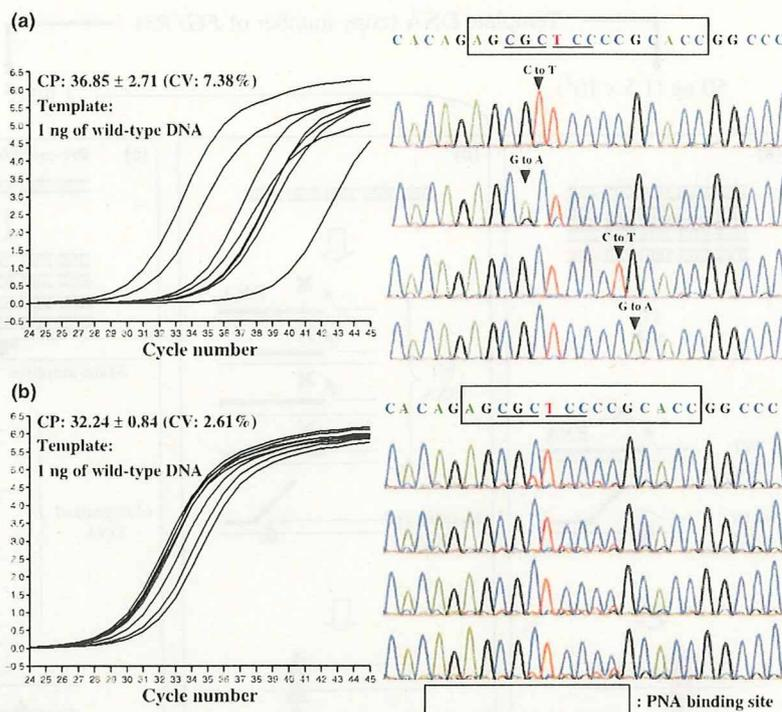 (a)
CP: 36.85 ± 2.71 (CV: 7.38%)
Template:
1 ng of wild-type DNA
6.5
6.0
5.5
5.0
4.5
4.0
3.5
3.0
2.5
2.0
1.5
1.0
0.5
0.0
−0.5
24 25 26 27 28 29 30 31 32 33 34 35 36 37 38 39 40 41 42 43 44 45
Cycle number
C A C A G A G C G C T C C C C G C A C C G G C C
C to T
G to A
C to T
G to A
(b)
CP: 32.24 ± 0.84 (CV: 2.61%)
Template:
1 ng of wild-type DNA
6.5
6.0
5.5
5.0
4.5
4.0
3.5
3.0
2.5
2.0
1.5
1.0
0.5
0.0
−0.5
24 25 26 27 28 29 30 31 32 33 34 35 36 37 38 39 40 41 42 43 44 45
Cycle number
C A C A G A G C G C T C C C C G C A C C G G C C C
: PNA binding site